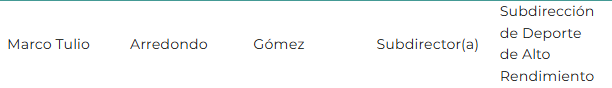 Marco Tulio
Arredondo
Gómez
Subdirector(a)
Subdirección
de Deporte
de Alto
Rendimiento